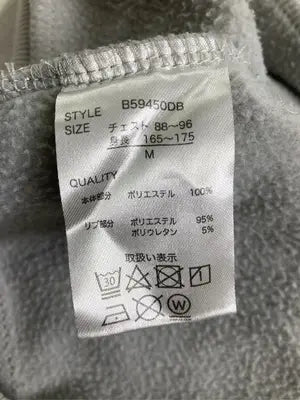 STYLE B59450DB
SIZE チェスト 88～96
身長 165～175
M
QUALITY
本体部分 ポリエステル 100%
リブ部分 ポリエステル 95%
ポリウレタン 5%
取扱い表示
30
W